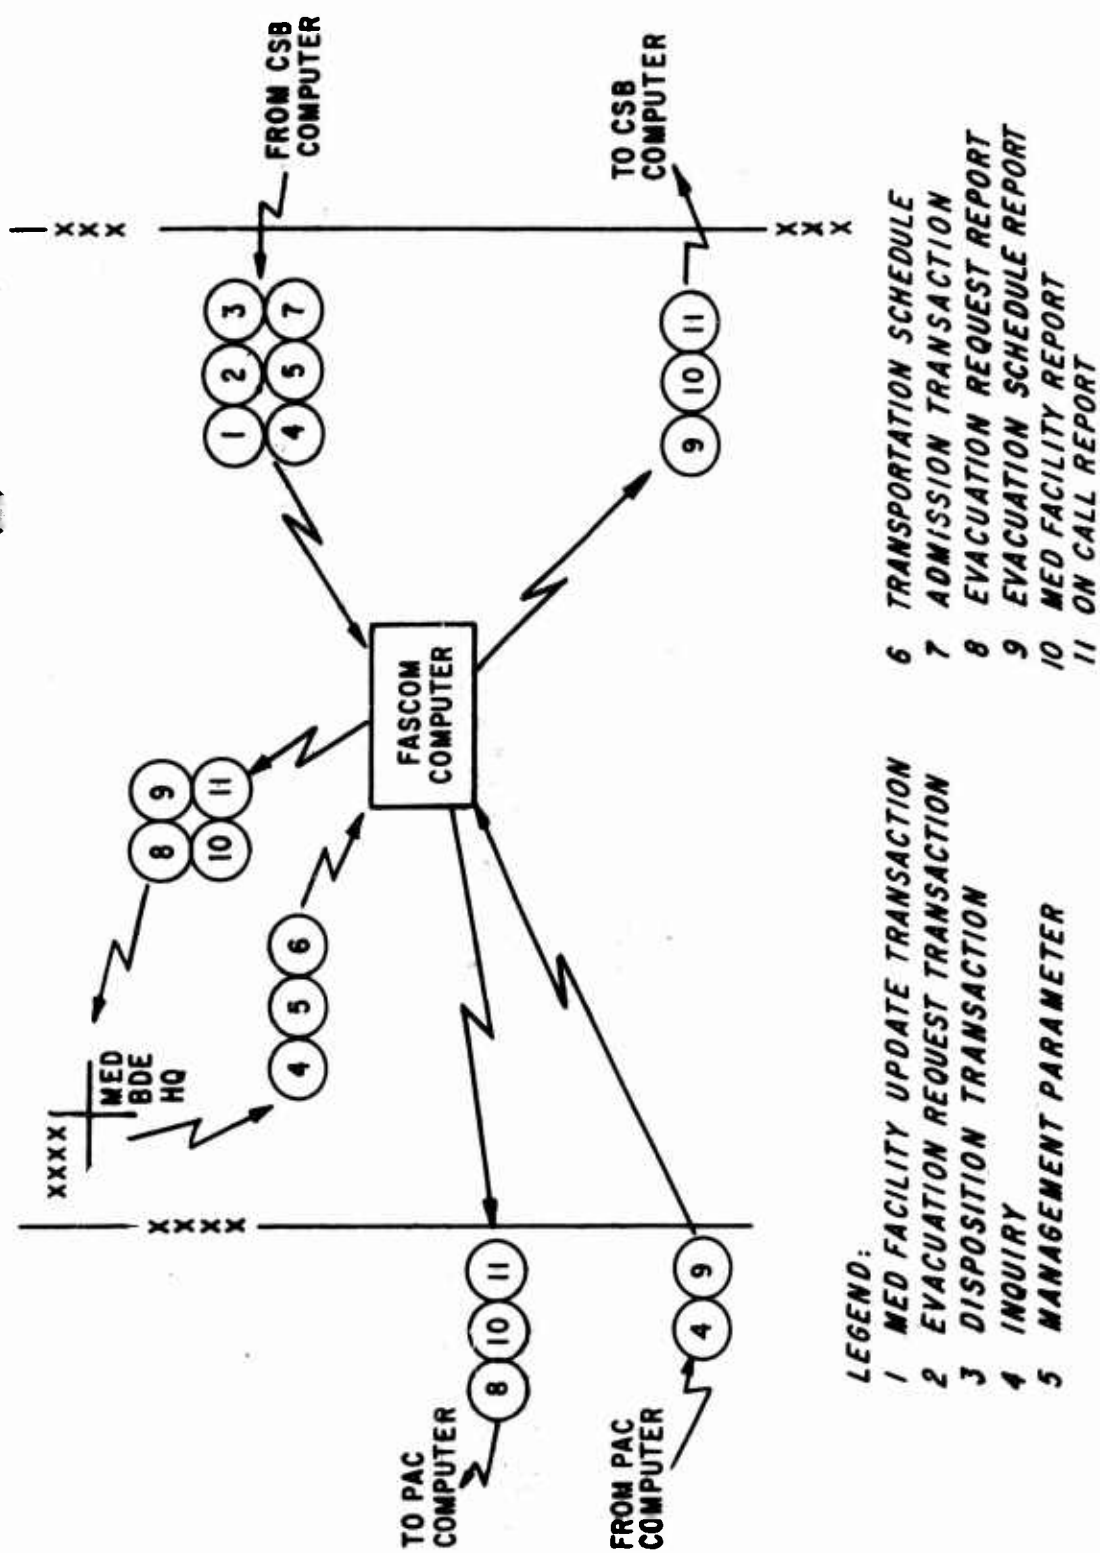 XXXX
MED
BDE
HQ
8 9
10 11
4 5 6
1 2 3
4 5 7
FROM CSB
COMPUTER
I
XXX
XXXX
FASCOM
COMPUTER
TO PAC
COMPUTER
8 10 11
FROM PAC
COMPUTER
4 9
9 10 11
TO CSB
COMPUTER
XXX
LEGEND:
1 MED FACILITY UPDATE TRANSACTION
2 EVACUATION REQUEST TRANSACTION
3 DISPOSITION TRANSACTION
4 INQUIRY
5 MANAGEMENT PARAMETER
6 TRANSPORTATION SCHEDULE
7 ADMISSION TRANSACTION
8 EVACUATION REQUEST REPORT
9 EVACUATION SCHEDULE REPORT
10 MED FACILITY REPORT
11 ON CALL REPORT